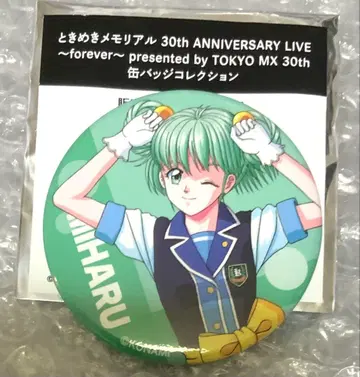 ときめきメモリアル 30th ANNIVERSARY LIVE
～forever～ presented by TOKYO MX 30th
缶バッジコレクション
MIHARU
©KONAMI